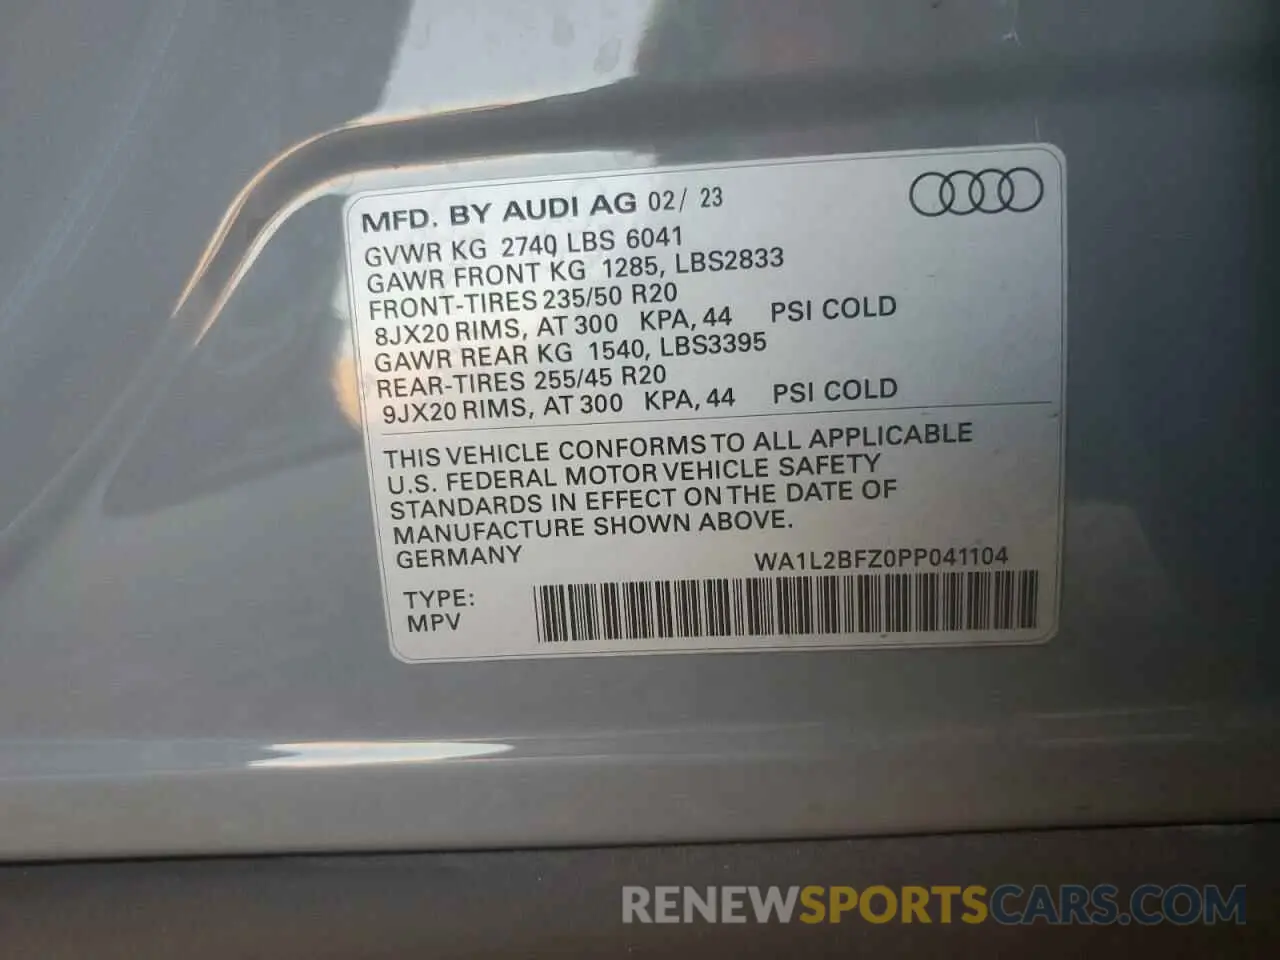 MFD. BY AUDI AG 02/ 23
GVWR KG 2740 LBS 6041
GAWR FRONT KG 1285, LBS2833
FRONT-TIRES 235/50 R20
8JX20 RIMS, AT 300 KPA, 44 PSI COLD
GAWR REAR KG 1540, LBS3395
REAR-TIRES 255/45 R20
9JX20 RIMS, AT 300 KPA, 44 PSI COLD
THIS VEHICLE CONFORMS TO ALL APPLICABLE
U.S. FEDERAL MOTOR VEHICLE SAFETY
STANDARDS IN EFFECT ON THE DATE OF
MANUFACTURE SHOWN ABOVE.
GERMANY WA1L2BFZ0PP041104
TYPE:
MPV
RENEWSPORTSCARS.COM